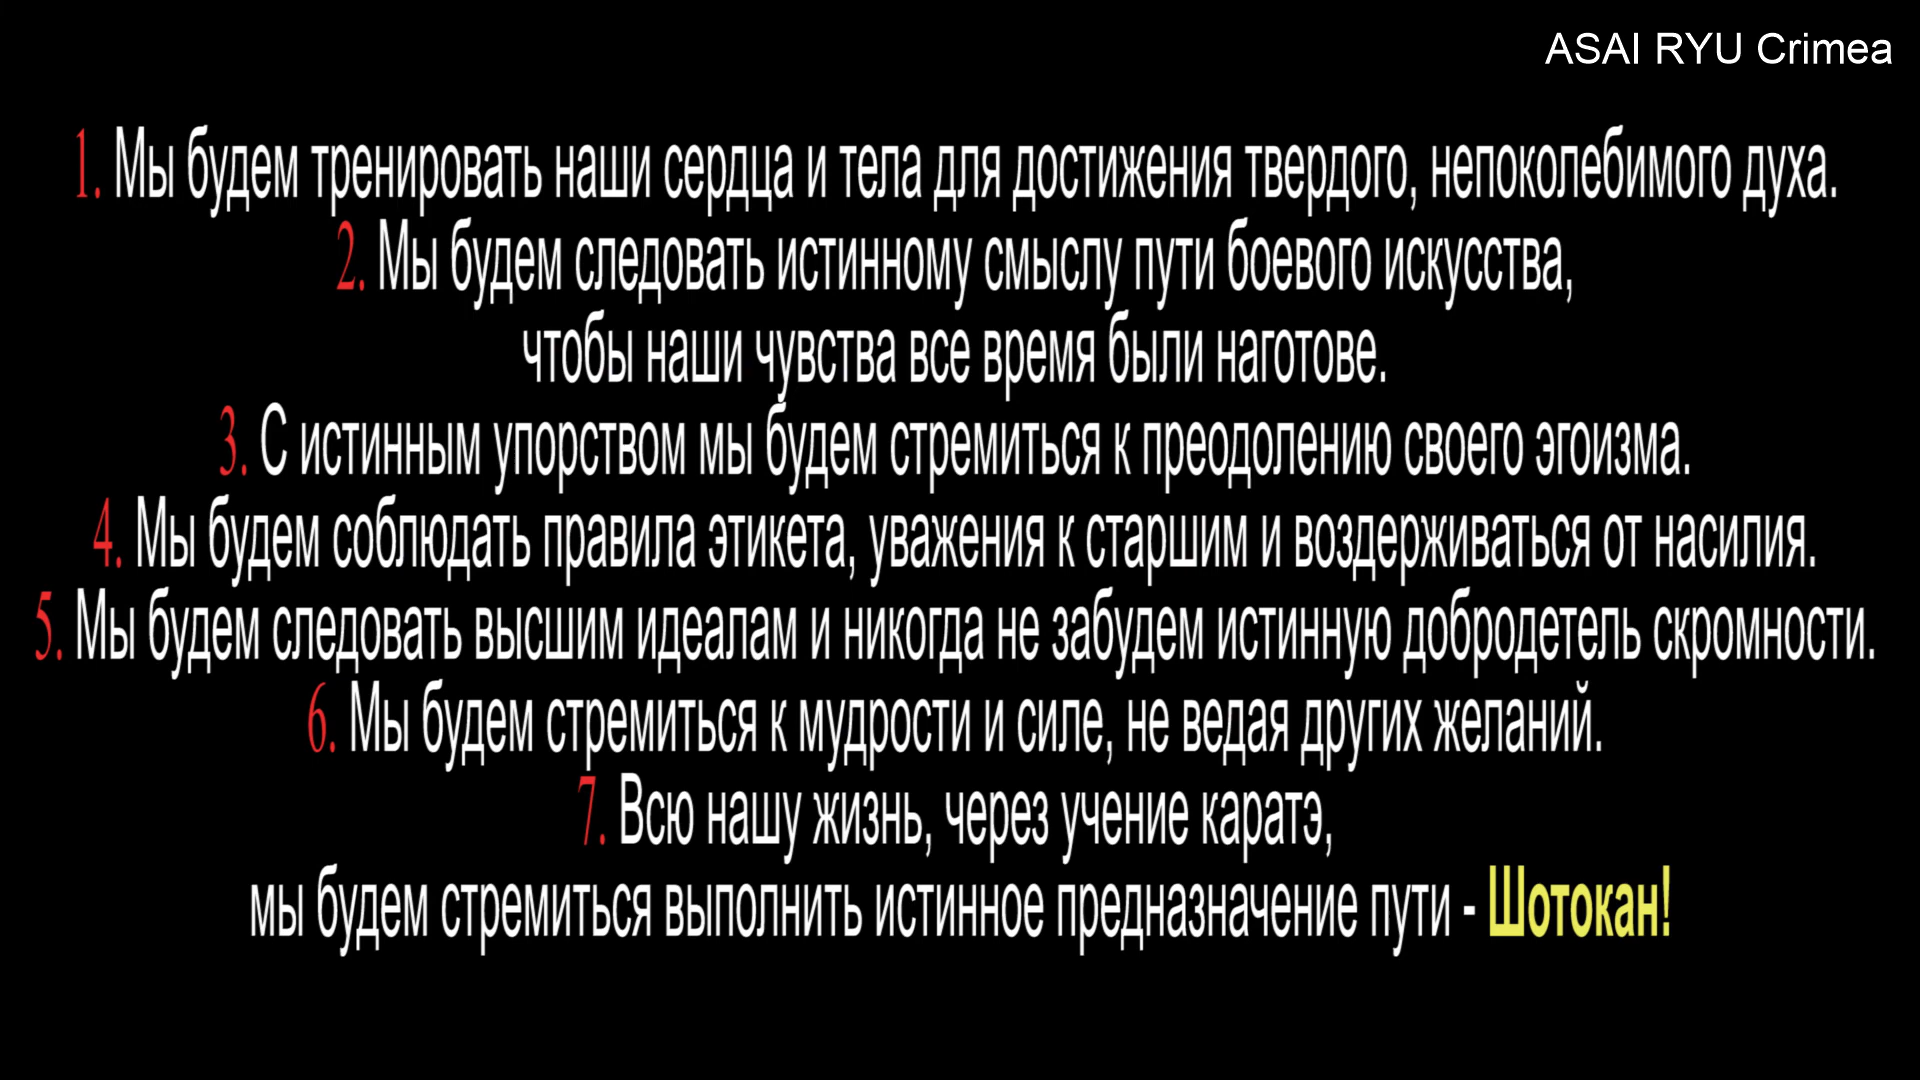 ASAI RYU Crimea
1. Мы будем тренировать наши сердца и тела для достижения твердого, непоколебимого духа.
2. Мы будем следовать истинному смыслу пути боевого искусства,
чтобы наши чувства все время были наготове.
3. С истинным упорством мы будем стремиться к преодолению своего эгоизма.
4. Мы будем соблюдать правила этикета, уважения к старшим и воздерживаться от насилия.
5. Мы будем следовать высшим идеалам и никогда не забудем истинную добродетель скромности.
6. Мы будем стремиться к мудрости и силе, не ведая других желаний.
7. Всю нашу жизнь, через учение каратэ,
мы будем стремиться выполнить истинное предназначение пути - Шотокан!